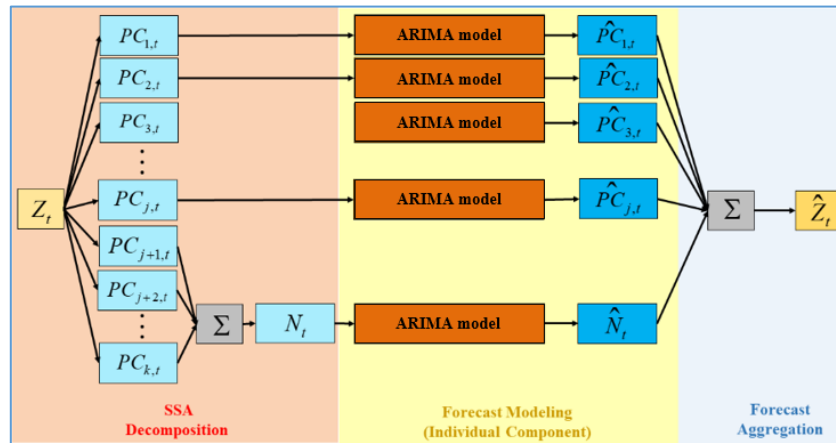 PC₁,ₜ ARIMA model P̂C₁,ₜ
PC₂,ₜ ARIMA model P̂C₂,ₜ
PC₃,ₜ ARIMA model P̂C₃,ₜ
⋮
Zₜ PCⱼ,ₜ ARIMA model P̂Cⱼ,ₜ Σ Ẑₜ
PCⱼ₊₁,ₜ
PCⱼ₊₂,ₜ
⋮ Σ Nₜ ARIMA model N̂ₜ
PCₖ,ₜ
SSA
Decomposition
Forecast Modeling
(Individual Component)
Forecast
Aggregation